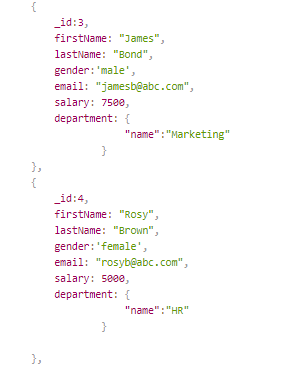 {
_id:3,
firstName: "James",
lastName: "Bond",
gender:'male',
email: "jamesb@abc.com",
salary: 7500,
department: {
"name":"Marketing"
}
},
{
_id:4,
firstName: "Rosy",
lastName: "Brown",
gender:'female',
email: "rosyb@abc.com",
salary: 5000,
department: {
"name":"HR"
}
},